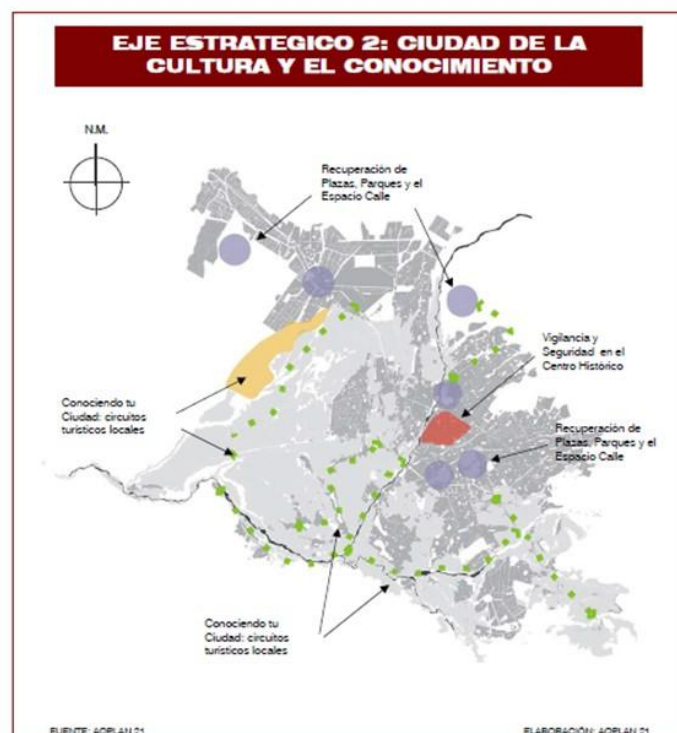 EJE ESTRATEGICO 2: CIUDAD DE LA
CULTURA Y EL CONOCIMIENTO
N.M.
Recuperación de
Plazas, Parques y el
Espacio Calle
Vigilancia y
Seguridad en el
Centro Histórico
Conociendo tu
Ciudad: circuitos
turísticos locales
Recuperación de
Plazas, Parques y el
Espacio Calle
Conociendo tu
Ciudad: circuitos
turísticos locales
FUENTE: AQPLAN 21
ELABORACIÓN: AQPLAN 21